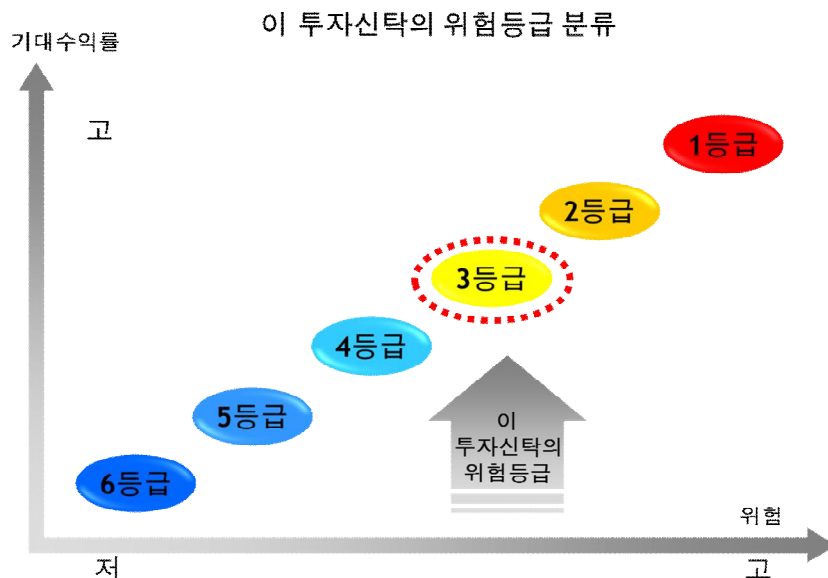 이 투자신탁의 위험등급 분류
기대수익률
고
1등급
2등급
3등급
4등급
5등급
6등급
이
투자신탁의
위험등급
위험
저
고